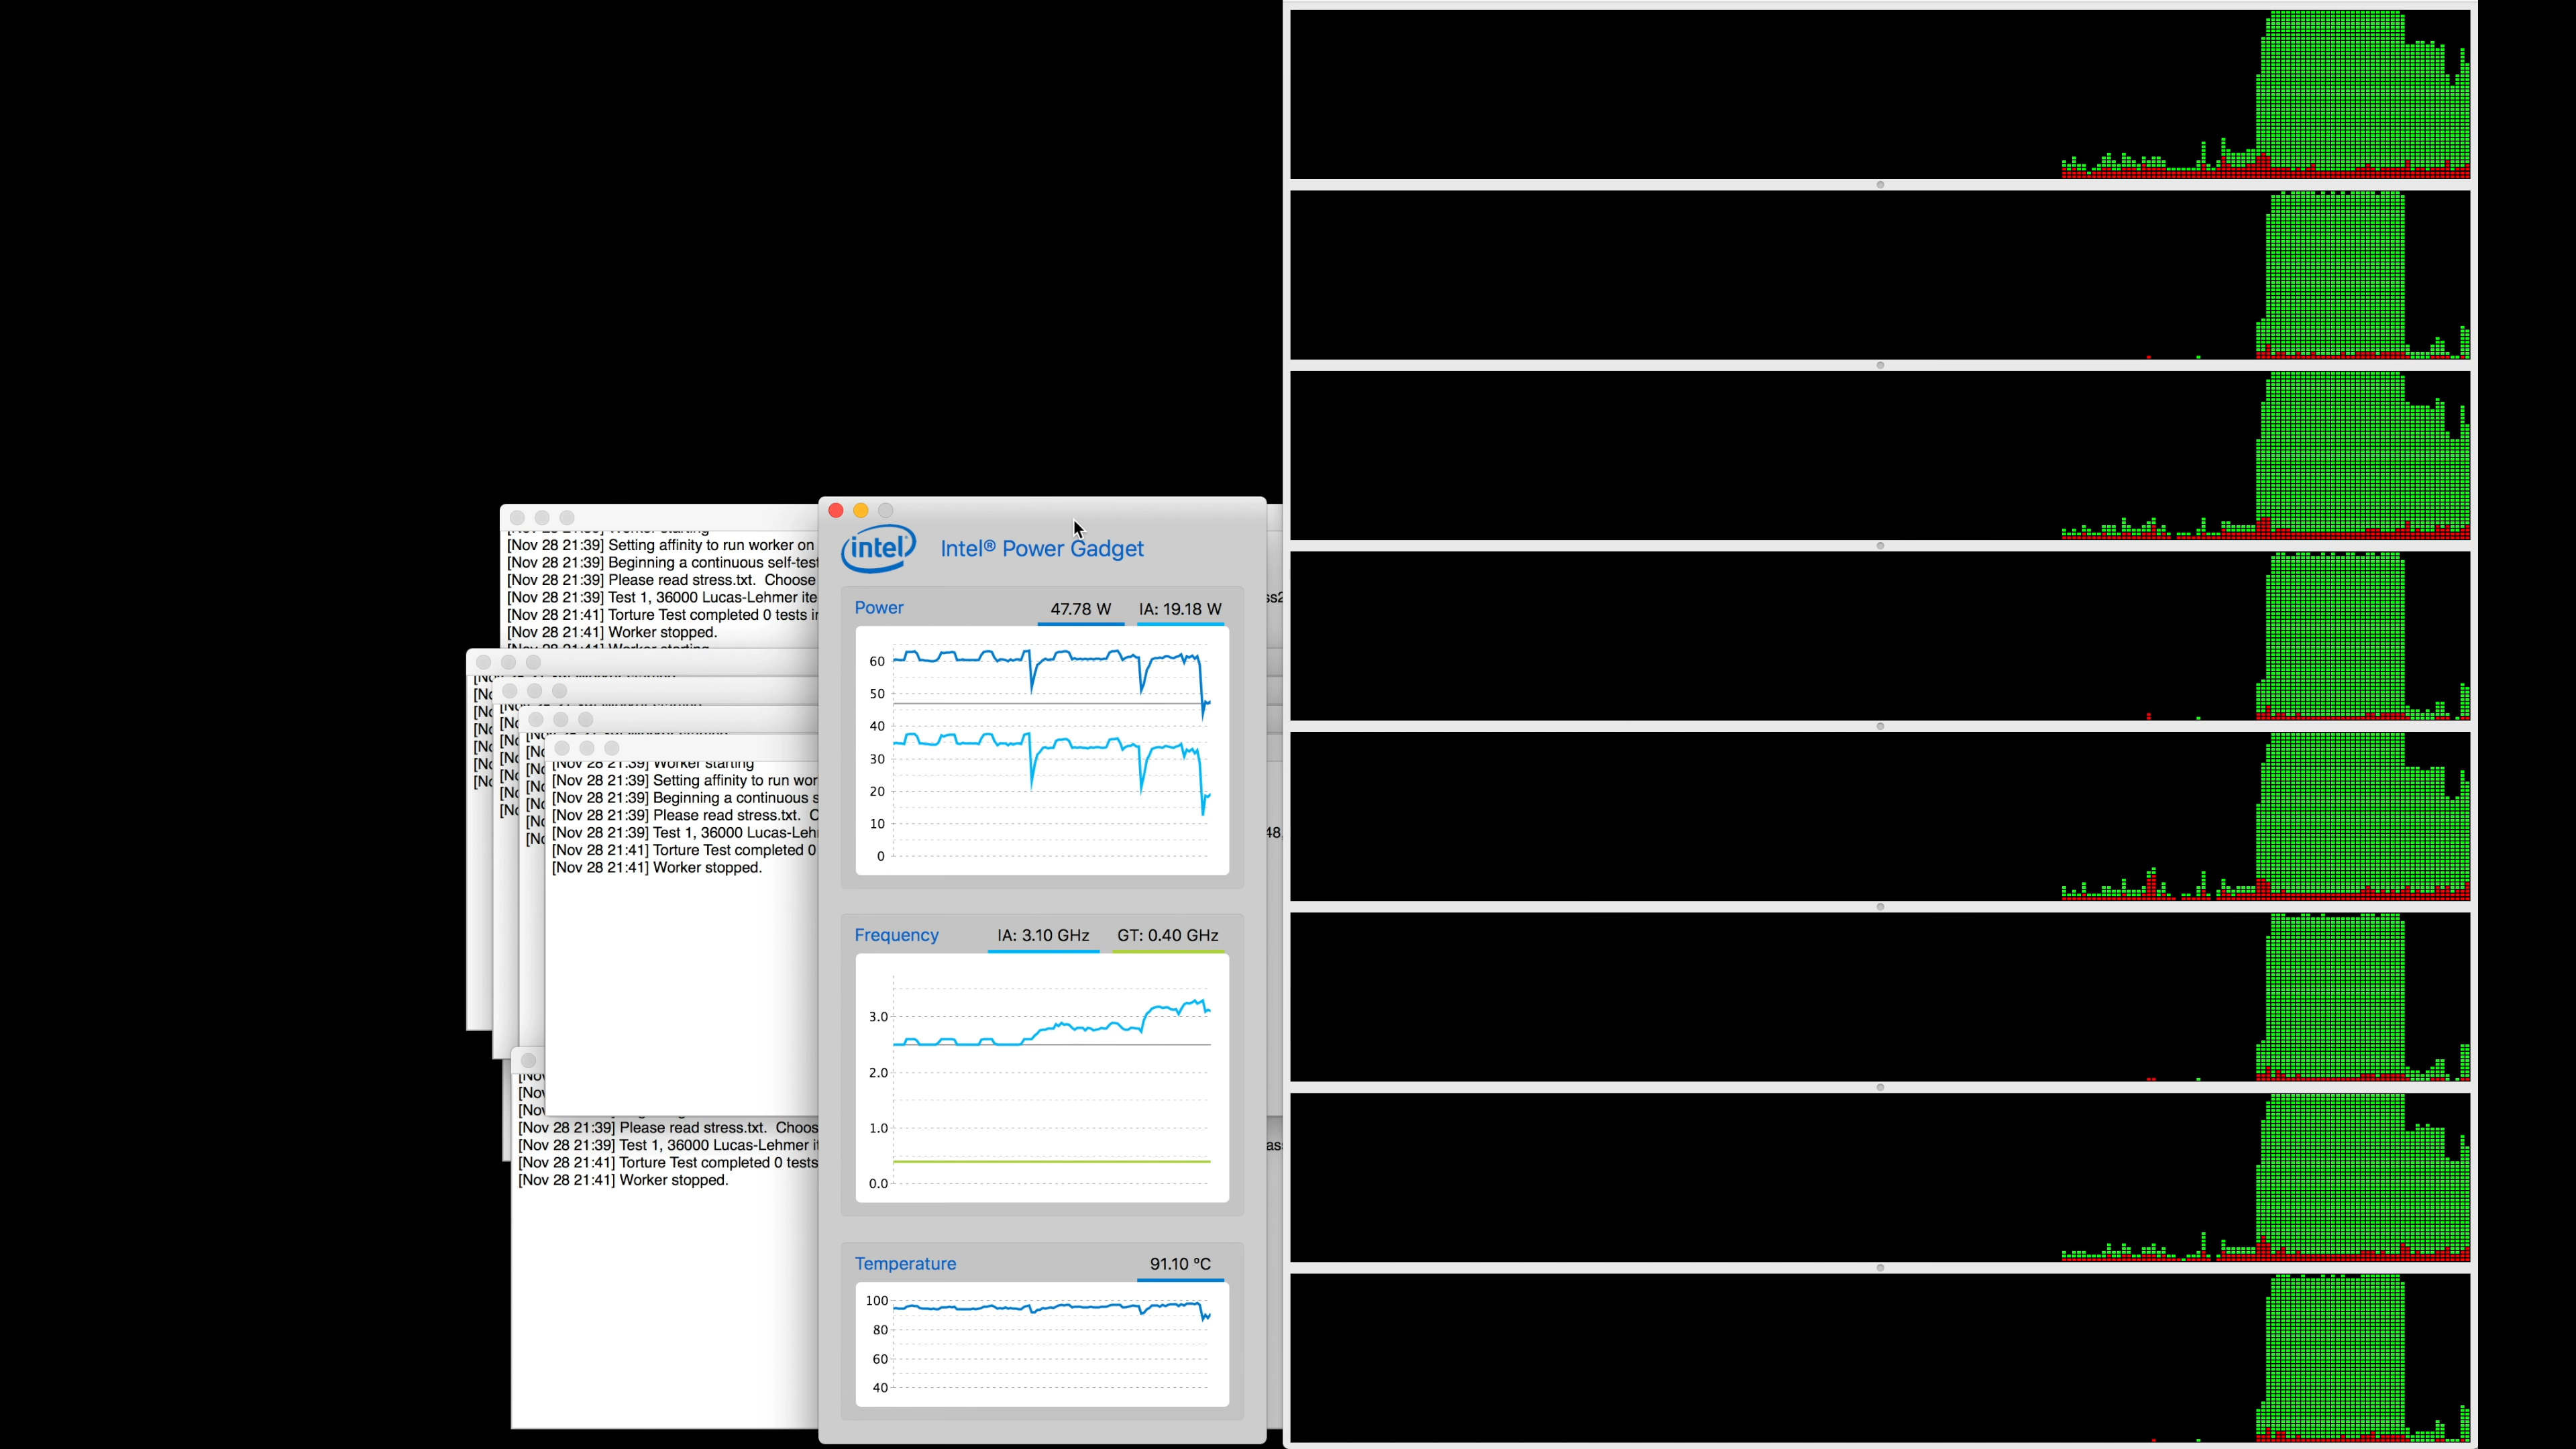 [Nov 28 21:39] Setting affinity to run worker on
[Nov 28 21:39] Beginning a continuous self-test
[Nov 28 21:39] Please read stress.txt.  Choose
[Nov 28 21:39] Test 1, 36000 Lucas-Lehmer ite
[Nov 28 21:41] Torture Test completed 0 tests in
[Nov 28 21:41] Worker stopped.
[Nov 28 21:39] Worker starting
[Nov 28 21:39] Setting affinity to run wor
[Nov 28 21:39] Beginning a continuous s
[Nov 28 21:39] Please read stress.txt.  C
[Nov 28 21:39] Test 1, 36000 Lucas-Leh
[Nov 28 21:41] Torture Test completed 0
[Nov 28 21:41] Worker stopped.
[Nov 28 21:39] Please read stress.txt.  Choos
[Nov 28 21:39] Test 1, 36000 Lucas-Lehmer it
[Nov 28 21:41] Torture Test completed 0 tests
[Nov 28 21:41] Worker stopped.
intel
Intel® Power Gadget
Power 47.78 W IA: 19.18 W
60
50
40
30
20
10
0
Frequency IA: 3.10 GHz GT: 0.40 GHz
3.0
2.0
1.0
0.0
Temperature 91.10 ºC
100
80
60
40